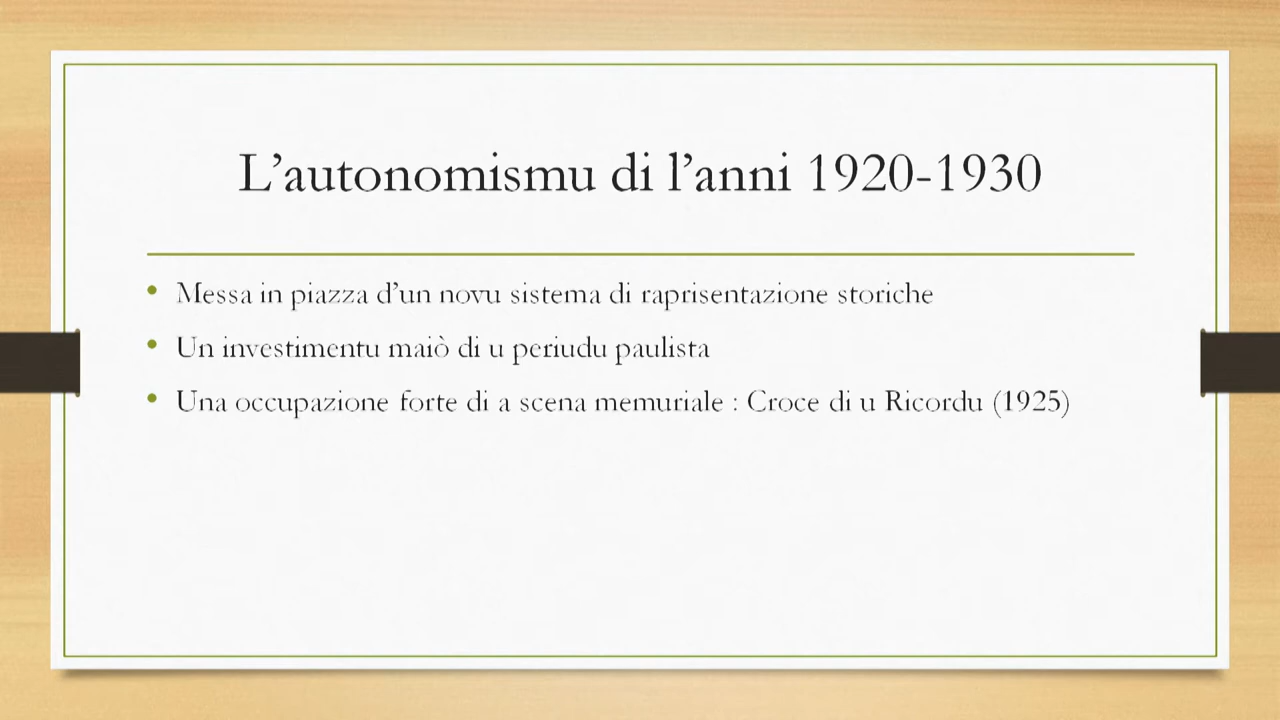 L’autonomismu di l’anni 1920-1930
• Messa in piazza d’un novu sistema di raprisentazione storiche
• Un investimentu maiò di u periudu paulista
• Una occupazione forte di a scena memuriale : Croce di u Ricordu (1925)